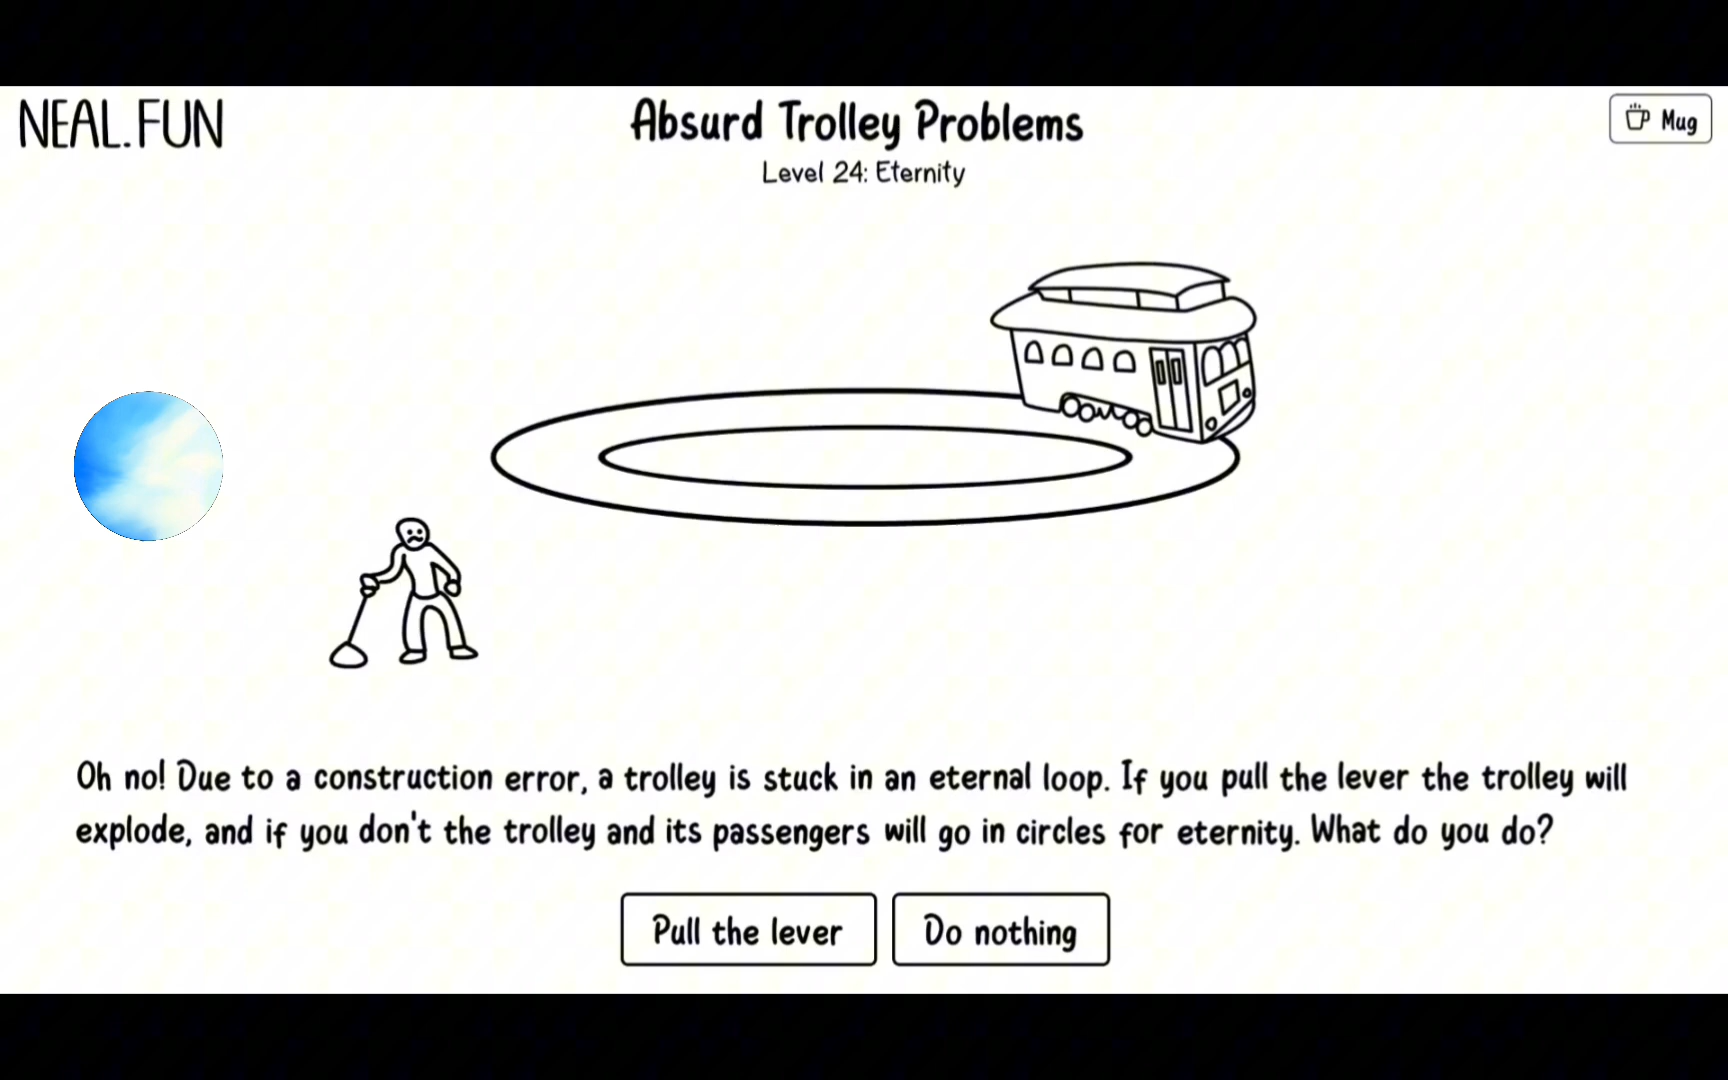 NEAL.FUN
Absurd Trolley Problems
Mug
Level 24: Eternity
Oh no! Due to a construction error, a trolley is stuck in an eternal loop. If you pull the lever the trolley will
explode, and if you don't the trolley and its passengers will go in circles for eternity. What do you do?
Pull the lever
Do nothing